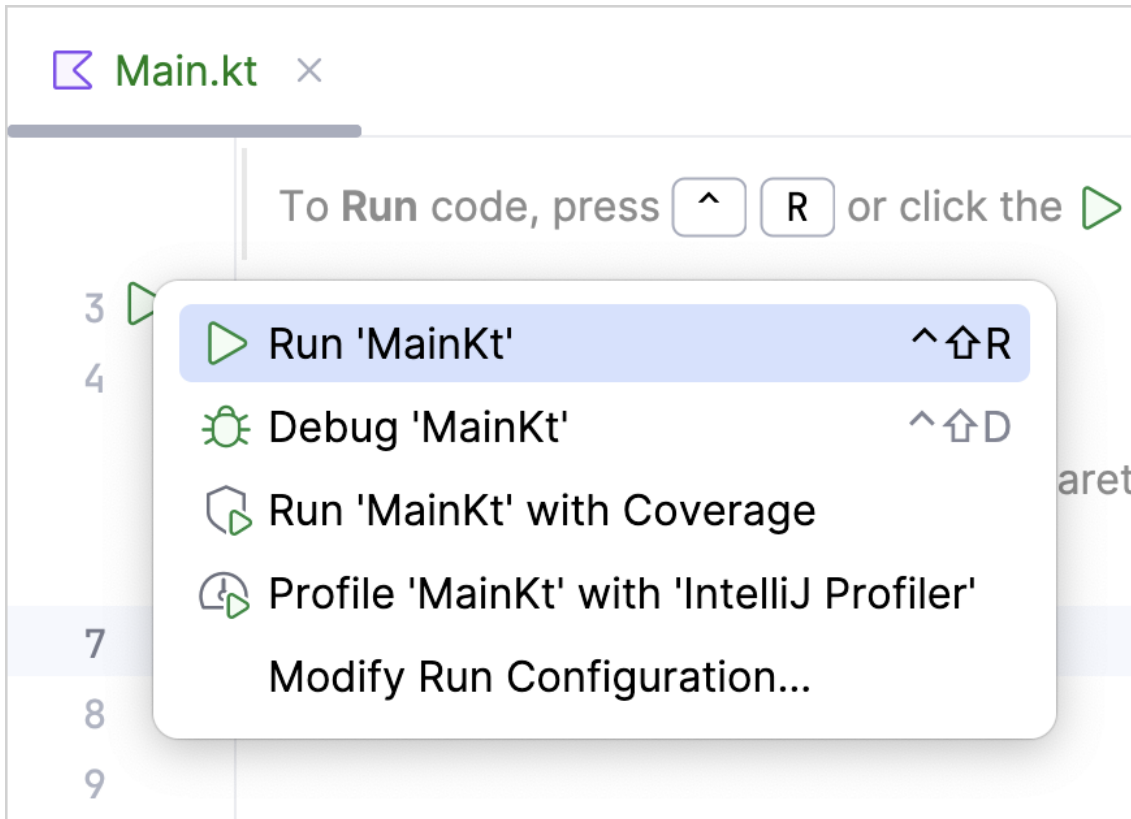 Main.kt
To Run code, press ^ R or click the
3
Run 'MainKt' ^⇧R
4
Debug 'MainKt' ^⇧D
Run 'MainKt' with Coverage
Profile 'MainKt' with 'IntelliJ Profiler'
7
Modify Run Configuration...
8
9